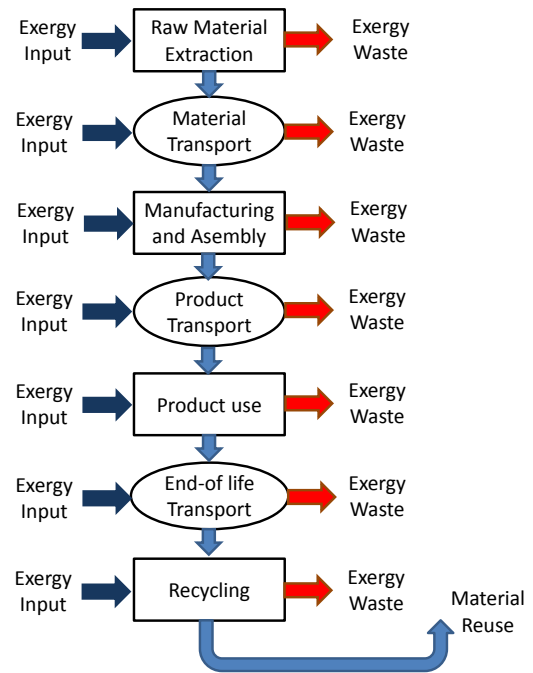 Exergy
Input
Raw Material
Extraction
Exergy
Waste
Exergy
Input
Material
Transport
Exergy
Waste
Exergy
Input
Manufacturing
and Asembly
Exergy
Waste
Exergy
Input
Product
Transport
Exergy
Waste
Exergy
Input
Product use
Exergy
Waste
Exergy
Input
End-of life
Transport
Exergy
Waste
Exergy
Input
Recycling
Exergy
Waste
Material
Reuse